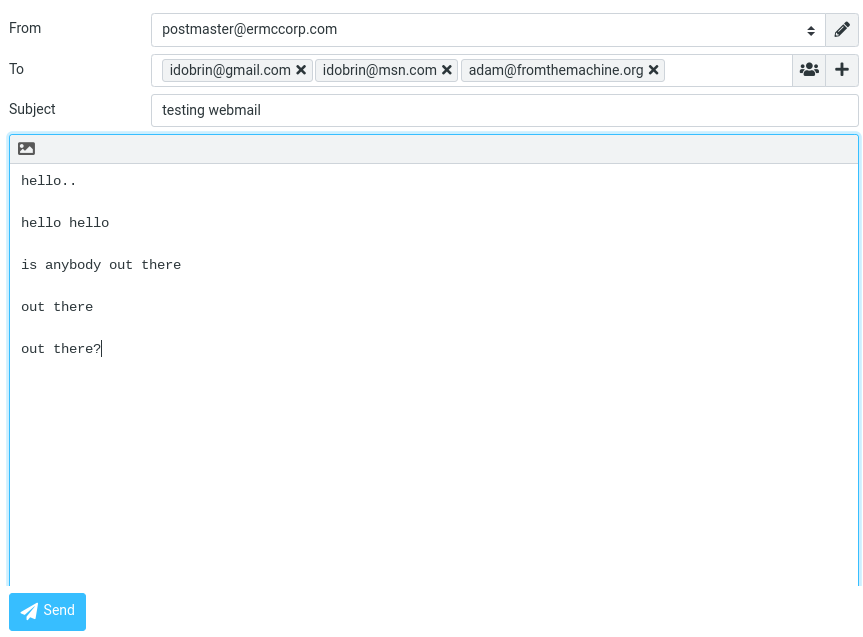 From postmaster@ermccorp.com
To idobrin@gmail.com idobrin@msn.com adam@fromthemachine.org
Subject testing webmail
hello..
hello hello
is anybody out there
out there
out there?
Send